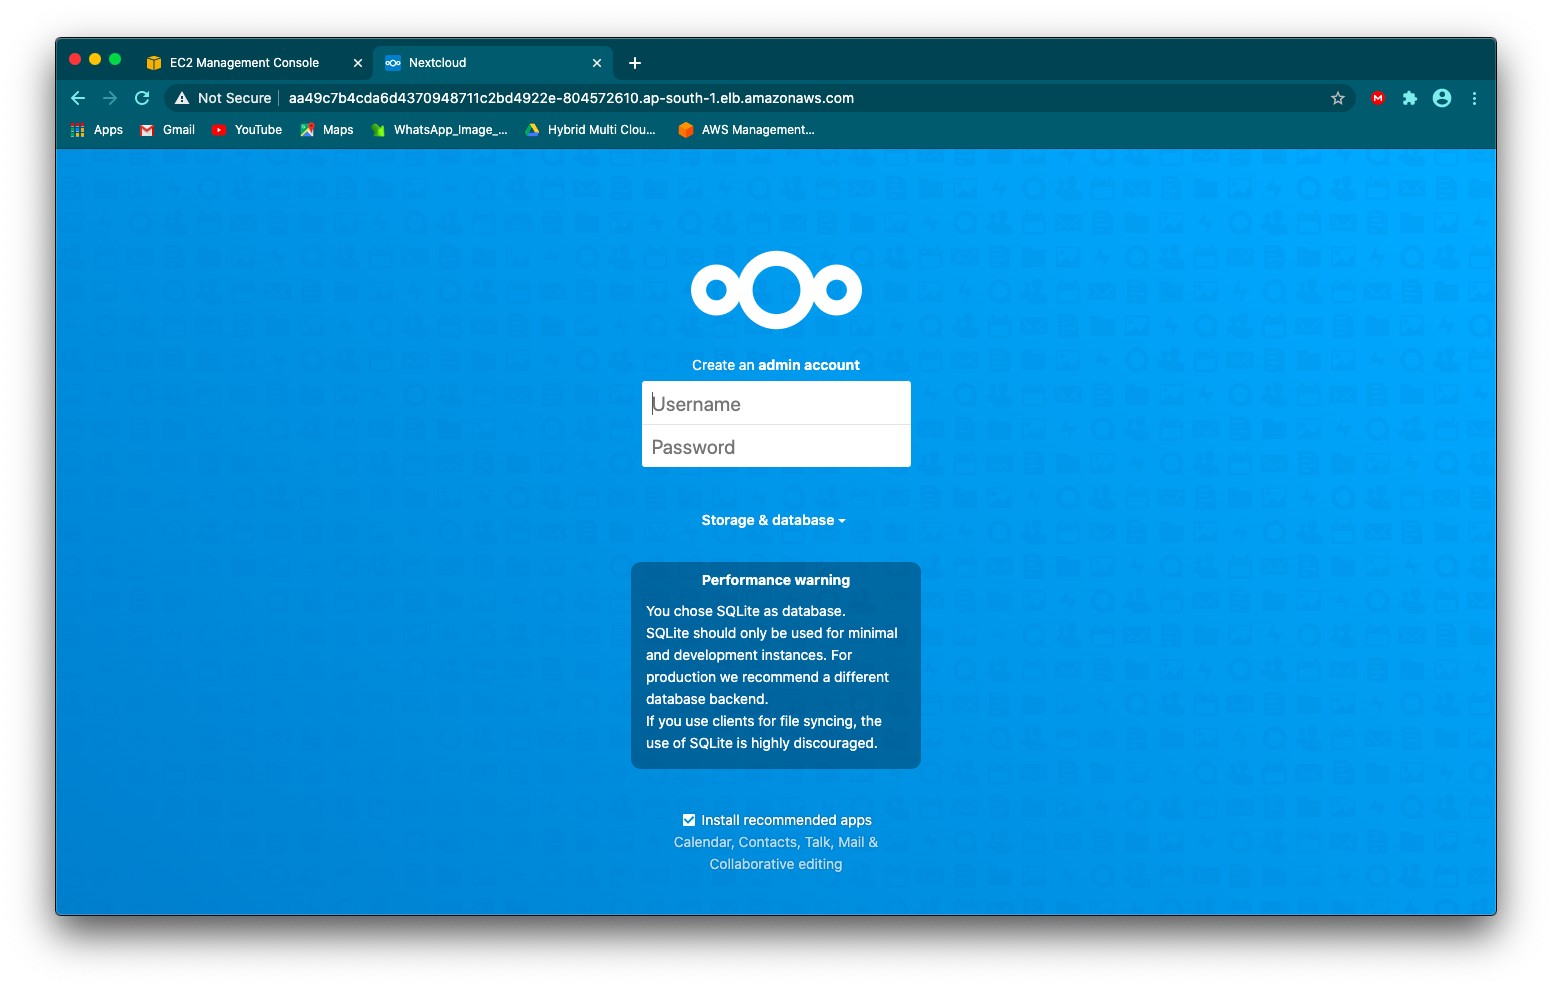 EC2 Management Console
Nextcloud
Not Secure
aa49c7b4cda6d4370948711c2bd4922e-804572610.ap-south-1.elb.amazonaws.com
Apps
Gmail
YouTube
Maps
WhatsApp_Image_...
Hybrid Multi Clou...
AWS Management...
Create an admin account
Username
Password
Storage & database
Performance warning
You chose SQLite as database.
SQLite should only be used for minimal
and development instances. For
production we recommend a different
database backend.
If you use clients for file syncing, the
use of SQLite is highly discouraged.
Install recommended apps
Calendar, Contacts, Talk, Mail &
Collaborative editing